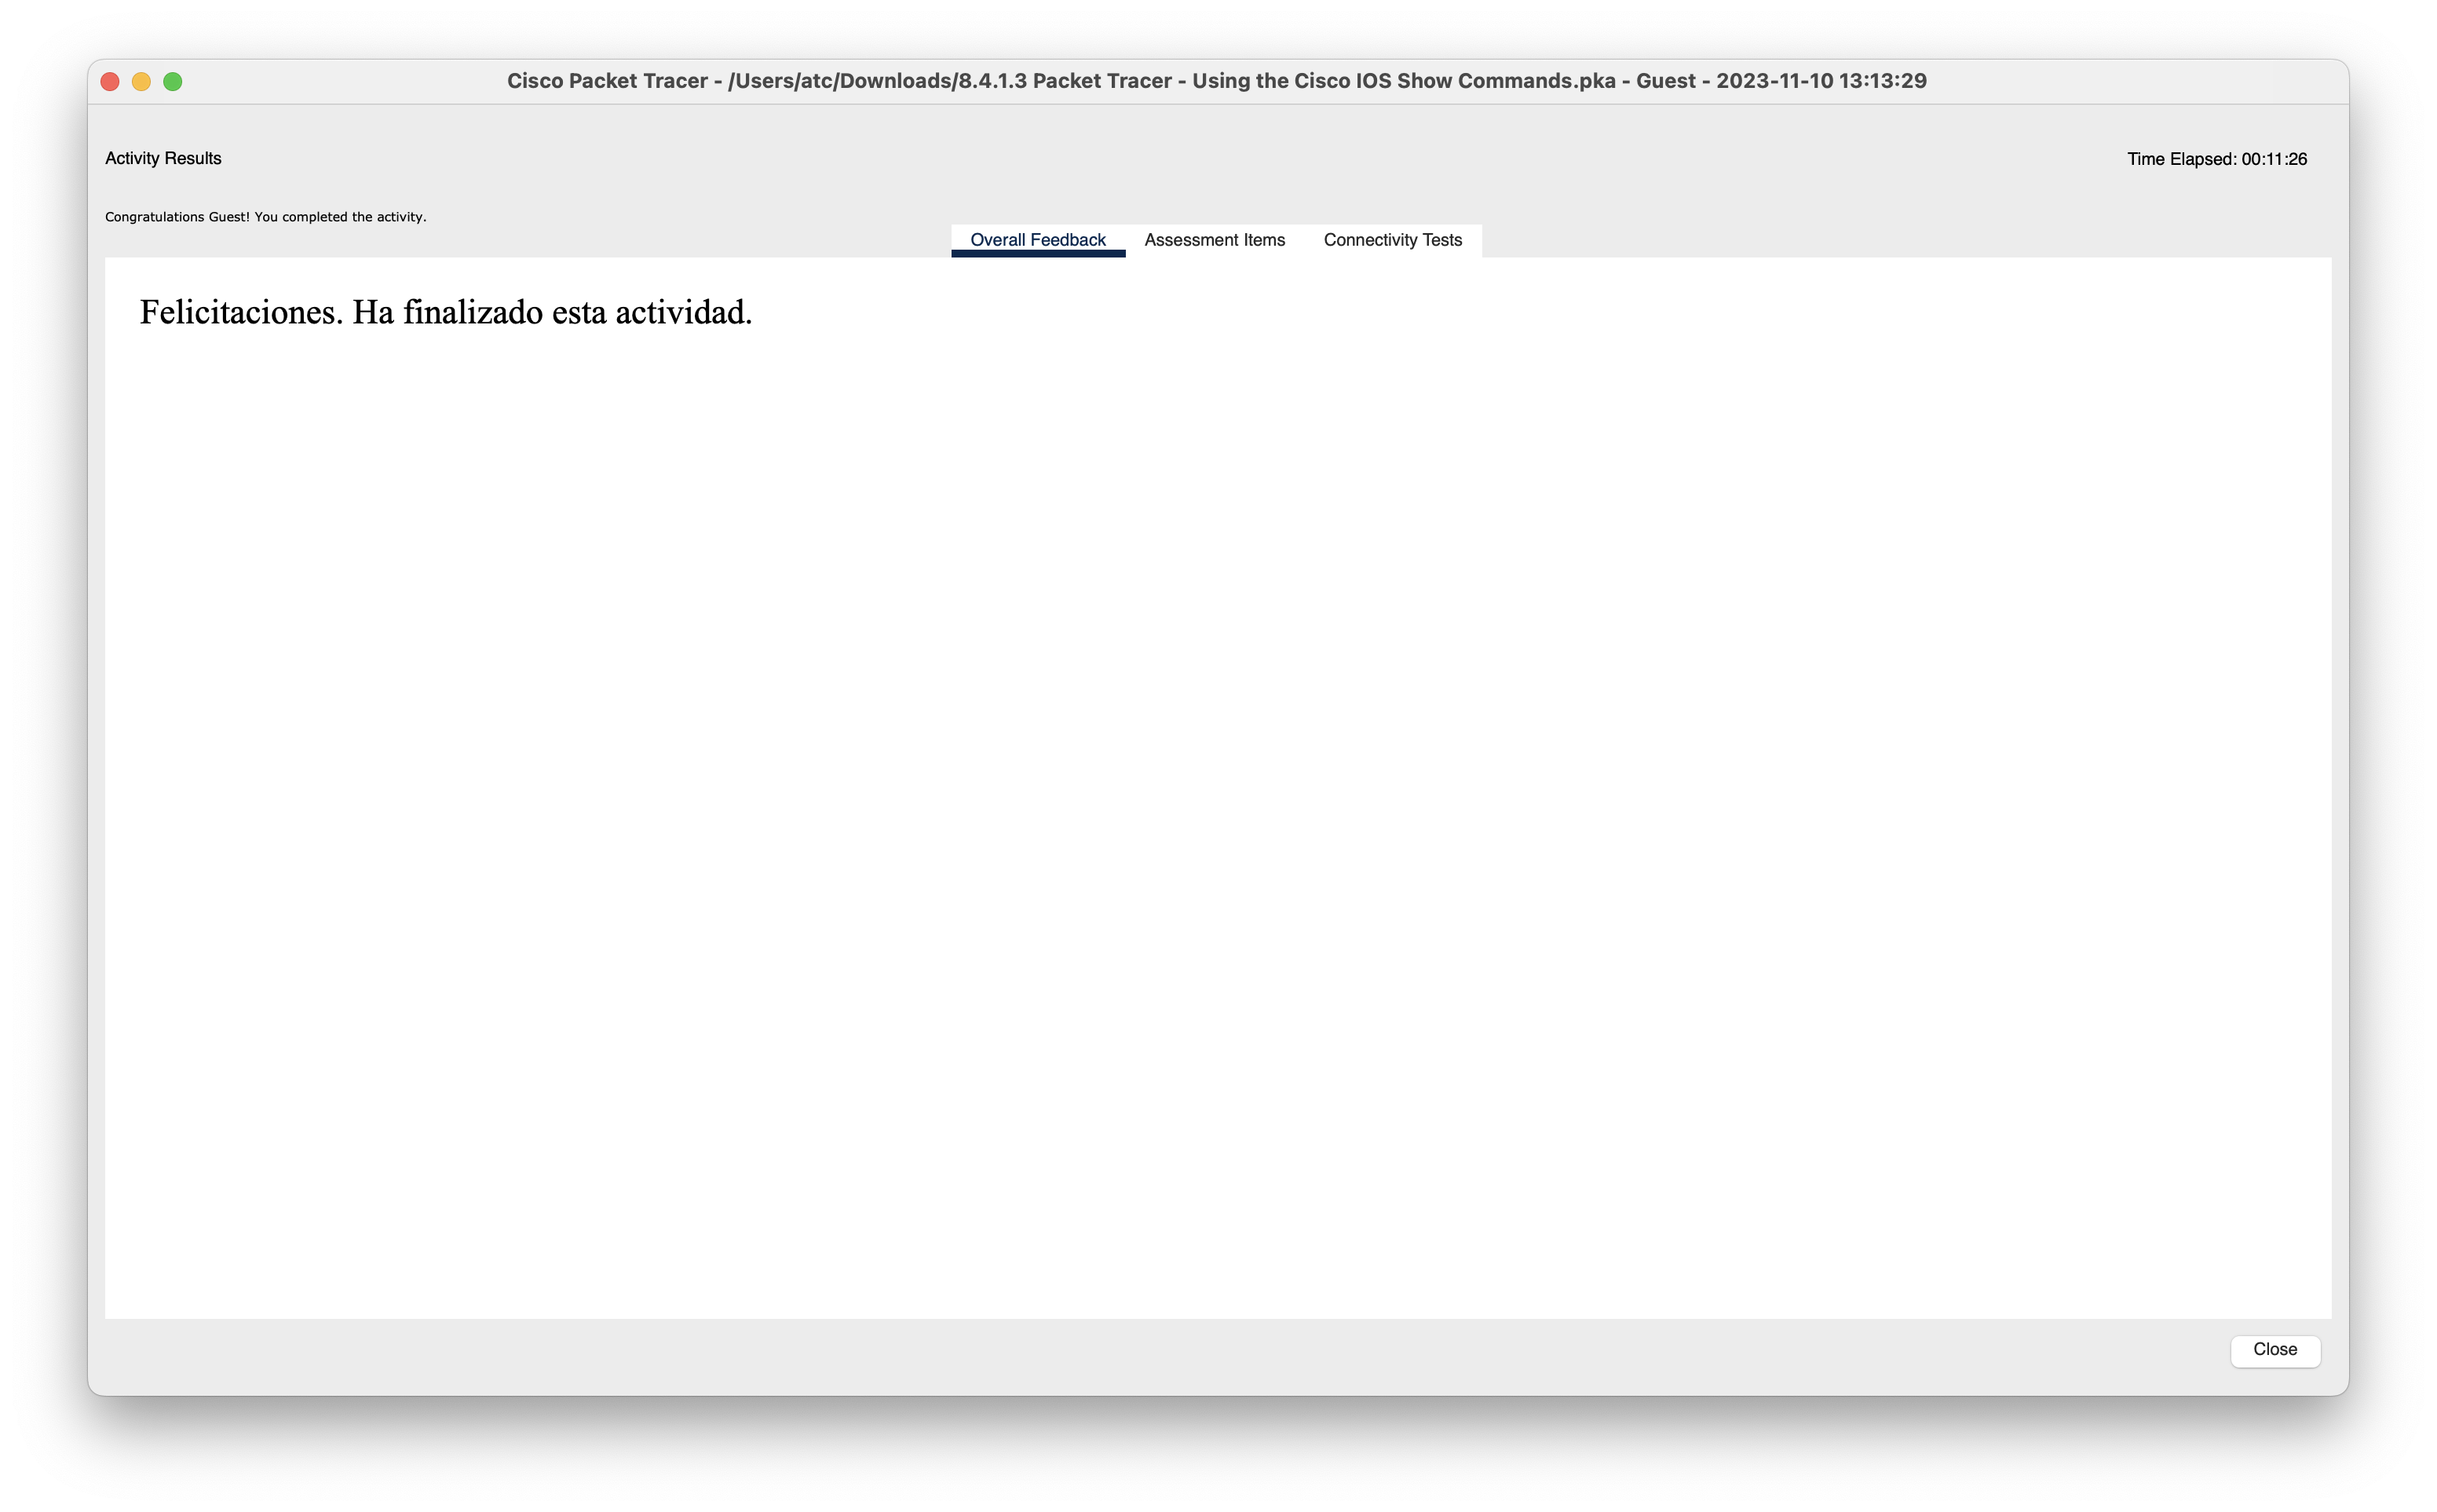 Cisco Packet Tracer - /Users/atc/Downloads/8.4.1.3 Packet Tracer - Using the Cisco IOS Show Commands.pka - Guest - 2023-11-10 13:13:29
Activity Results
Time Elapsed: 00:11:26
Congratulations Guest! You completed the activity.
Overall Feedback
Assessment Items
Connectivity Tests
Felicitaciones. Ha finalizado esta actividad.
Close